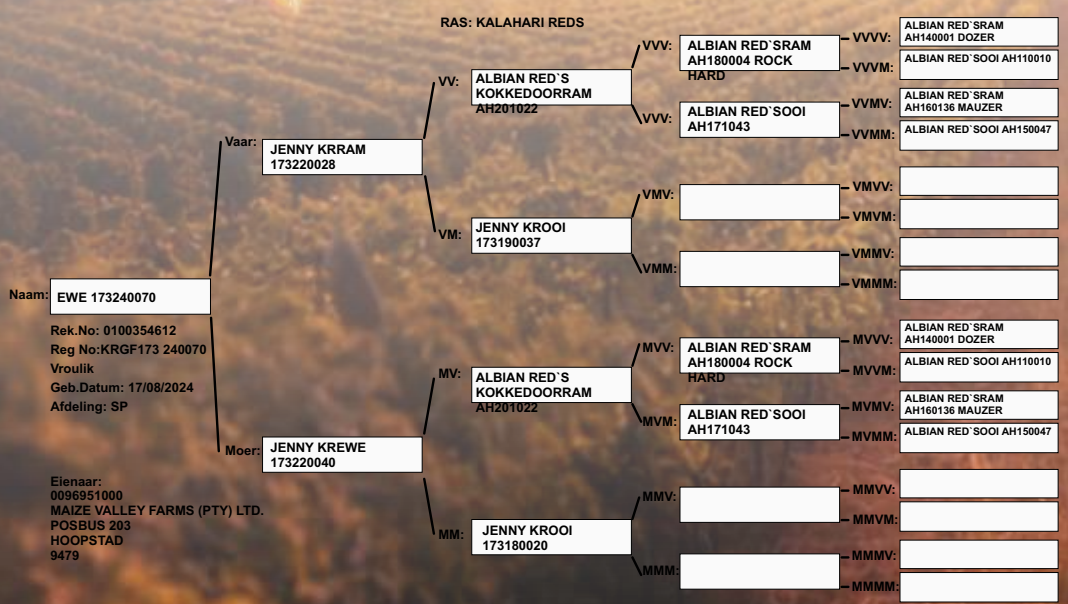 RAS: KALAHARI REDS
Naam:
EWE 173240070
Rek.No: 0100354612
Reg No:KRGF173 240070
Vroulik
Geb.Datum: 17/08/2024
Afdeling: SP
Eienaar:
0096951000
MAIZE VALLEY FARMS (PTY) LTD.
POSBUS 203
HOOPSTAD
9479
Vaar:
JENNY KRRAM
173220028
Moer:
JENNY KREWE
173220040
VV:
ALBIAN RED`S
KOKKEDOORRAM
AH201022
VM:
JENNY KROOI
173190037
MV:
ALBIAN RED`S
KOKKEDOORRAM
AH201022
MM:
JENNY KROOI
173180020
VVV:
ALBIAN RED`SRAM
AH180004 ROCK
HARD
VVV:
ALBIAN RED`SOOI
AH171043
VMV:
VMM:
MVV:
ALBIAN RED`SRAM
AH180004 ROCK
HARD
MVM:
ALBIAN RED`SOOI
AH171043
MMV:
MMM:
VVVV:
ALBIAN RED`SRAM
AH140001 DOZER
VVVM:
ALBIAN RED`SOOI AH110010
VVMV:
ALBIAN RED`SRAM
AH160136 MAUZER
VVMM:
ALBIAN RED`SOOI AH150047
VMVV:
VMVM:
VMMV:
VMMM:
MVVV:
ALBIAN RED`SRAM
AH140001 DOZER
MVVM:
ALBIAN RED`SOOI AH110010
MVMV:
ALBIAN RED`SRAM
AH160136 MAUZER
MVMM:
ALBIAN RED`SOOI AH150047
MMVV:
MMVM:
MMMV:
MMMM: